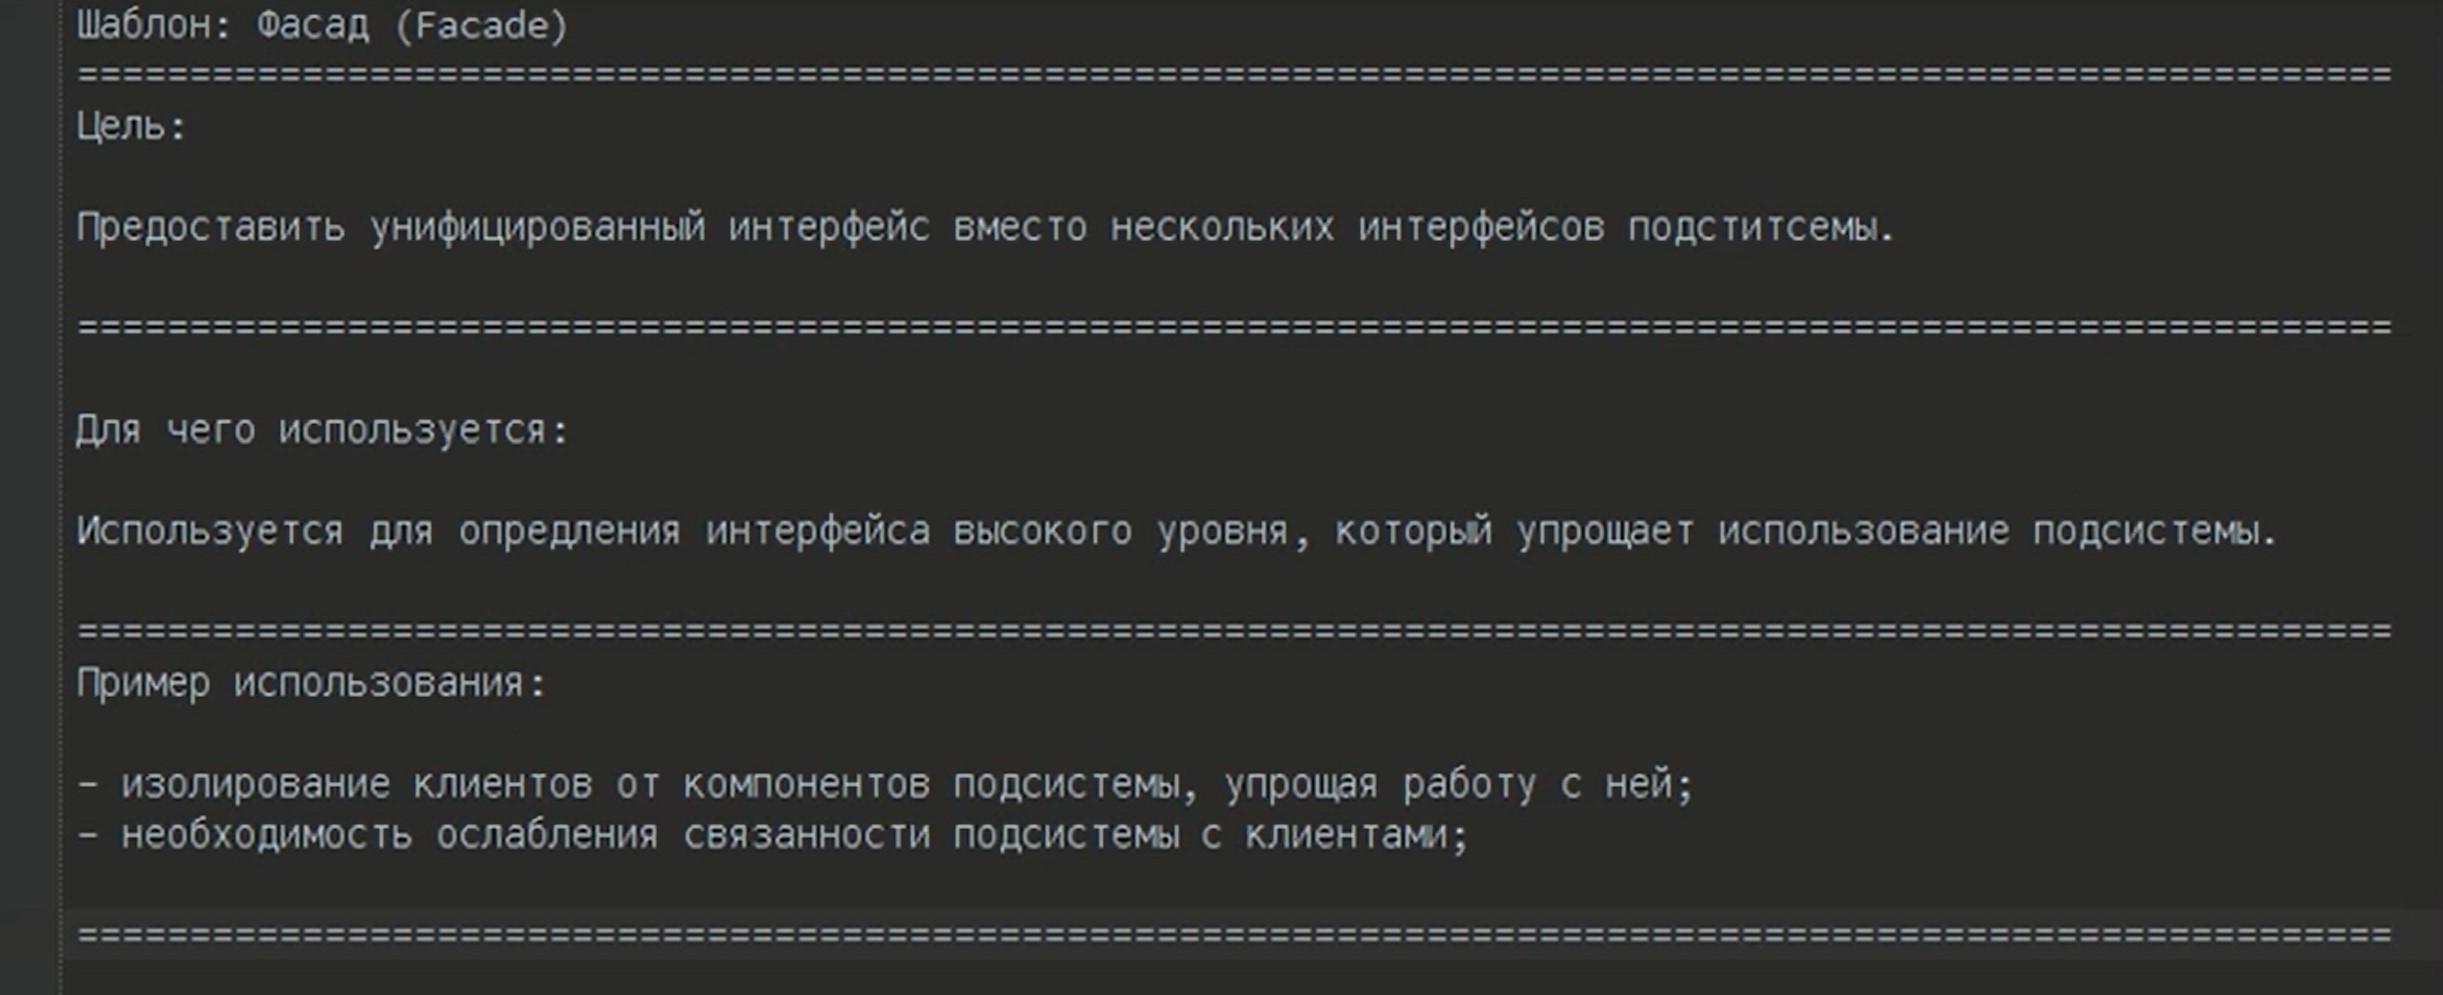 Шаблон: Фасад (Facade)
=======================================================================================================
Цель:
Предоставить унифицированный интерфейс вместо нескольких интерфейсов подститсемы.
=======================================================================================================
Для чего используется:
Используется для опредления интерфейса высокого уровня, который упрощает использование подсистемы.
=======================================================================================================
Пример использования:
- изолирование клиентов от компонентов подсистемы, упрощая работу с ней;
- необходимость ослабления связанности подсистемы с клиентами;
=======================================================================================================